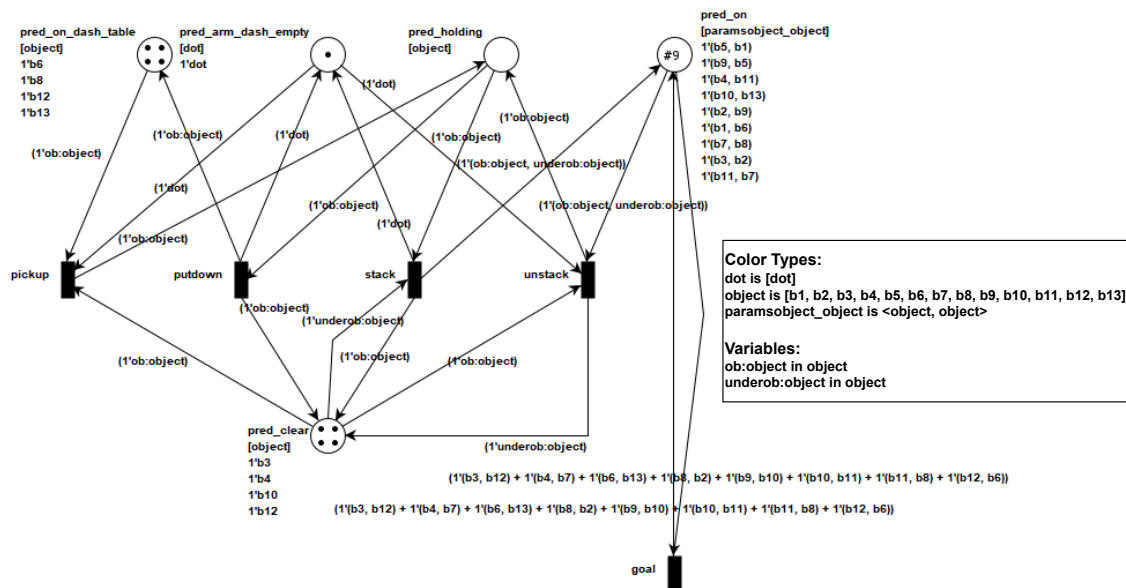 pred_on_dash_table
[object]
1'b6
1'b8
1'b12
1'b13
pred_arm_dash_empty
[dot]
1'dot
pred_holding
[object]
pred_on
[paramsobject_object]
#9
1'(b5, b1)
1'(b9, b5)
1'(b4, b11)
1'(b10, b13)
1'(b2, b9)
1'(b1, b6)
1'(b7, b8)
1'(b3, b2)
1'(b11, b7)
(1'dot)
(1'ob:object)
(1'ob:object)
(1'dot)
(1'ob:object)
(1'ob:object)
(1'ob:object, underob:object))
(1'dot)
(1'ob:object)
(1'(ob:object, underob:object))
(1'dot)
(1'ob:object)
pickup
putdown
stack
unstack
(1'ob:object)
(1'underob:object)
(1'ob:object)
(1'ob:object)
(1'ob:object)
pred_clear
[object]
1'b3
1'b4
1'b10
1'b12
(1'underob:object)
(1'(b3, b12) + 1'(b4, b7) + 1'(b6, b13) + 1'(b8, b2) + 1'(b9, b10) + 1'(b10, b11) + 1'(b11, b8) + 1'(b12, b6))
(1'(b3, b12) + 1'(b4, b7) + 1'(b6, b13) + 1'(b8, b2) + 1'(b9, b10) + 1'(b10, b11) + 1'(b11, b8) + 1'(b12, b6))
goal
Color Types:
dot is [dot]
object is [b1, b2, b3, b4, b5, b6, b7, b8, b9, b10, b11, b12, b13]
paramsobject_object is <object, object>
Variables:
ob:object in object
underob:object in object